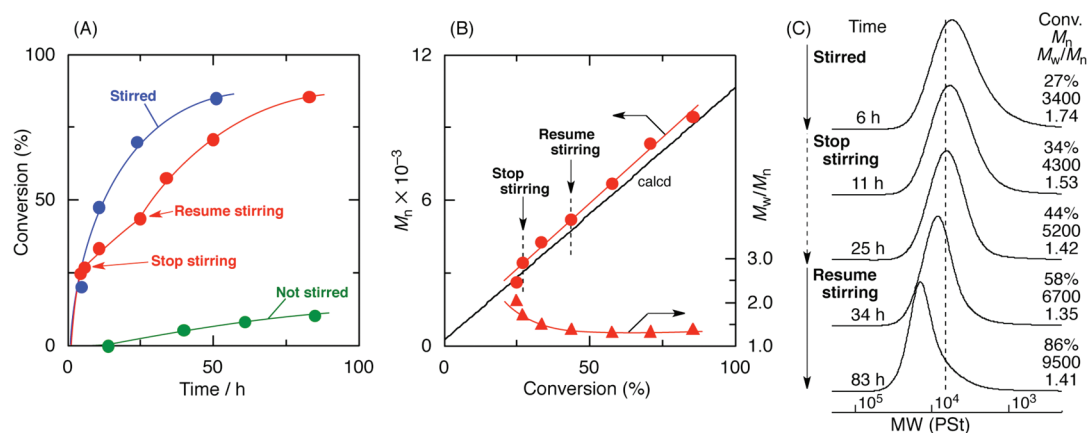 (A)
100
50
0
Conversion (%)
Stirred
Resume stirring
Stop stirring
Not stirred
0
50
100
Time / h
(B)
12
6
0
Mn × 10−3
Stop
stirring
Resume
stirring
calcd
3.0
2.0
1.0
Mw/Mn
0
25
50
75
100
Conversion (%)
(C)
Time
Conv.
Mn
Mw/Mn
Stirred
6 h
27%
3400
1.74
Stop
stirring
11 h
34%
4300
1.53
25 h
44%
5200
1.42
Resume
stirring
34 h
58%
6700
1.35
83 h
86%
9500
1.41
105
104
103
MW (PSt)